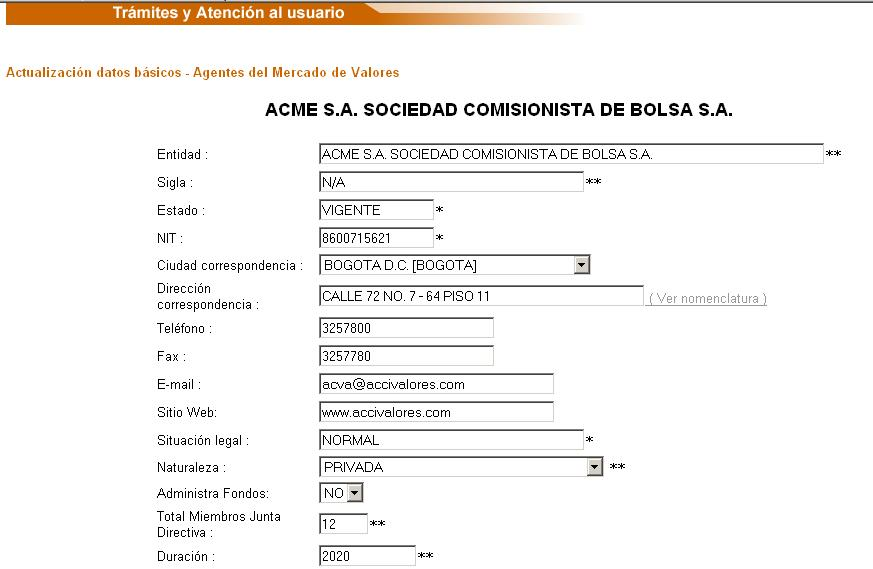 Trámites y Atención al usuario
Actualización datos básicos - Agentes del Mercado de Valores
ACME S.A. SOCIEDAD COMISIONISTA DE BOLSA S.A.
Entidad : ACME S.A. SOCIEDAD COMISIONISTA DE BOLSA S.A. **
Sigla : N/A **
Estado : VIGENTE *
NIT : 8600715621 *
Ciudad correspondencia : BOGOTA D.C. [BOGOTA]
Dirección
correspondencia : CALLE 72 NO. 7 - 64 PISO 11 ( Ver nomenclatura )
Teléfono : 3257800
Fax : 3257780
E-mail : acva@accivalores.com
Sitio Web: www.accivalores.com
Situación legal : NORMAL *
Naturaleza : PRIVADA **
Administra Fondos: NO
Total Miembros Junta
Directiva : 12 **
Duración : 2020 **